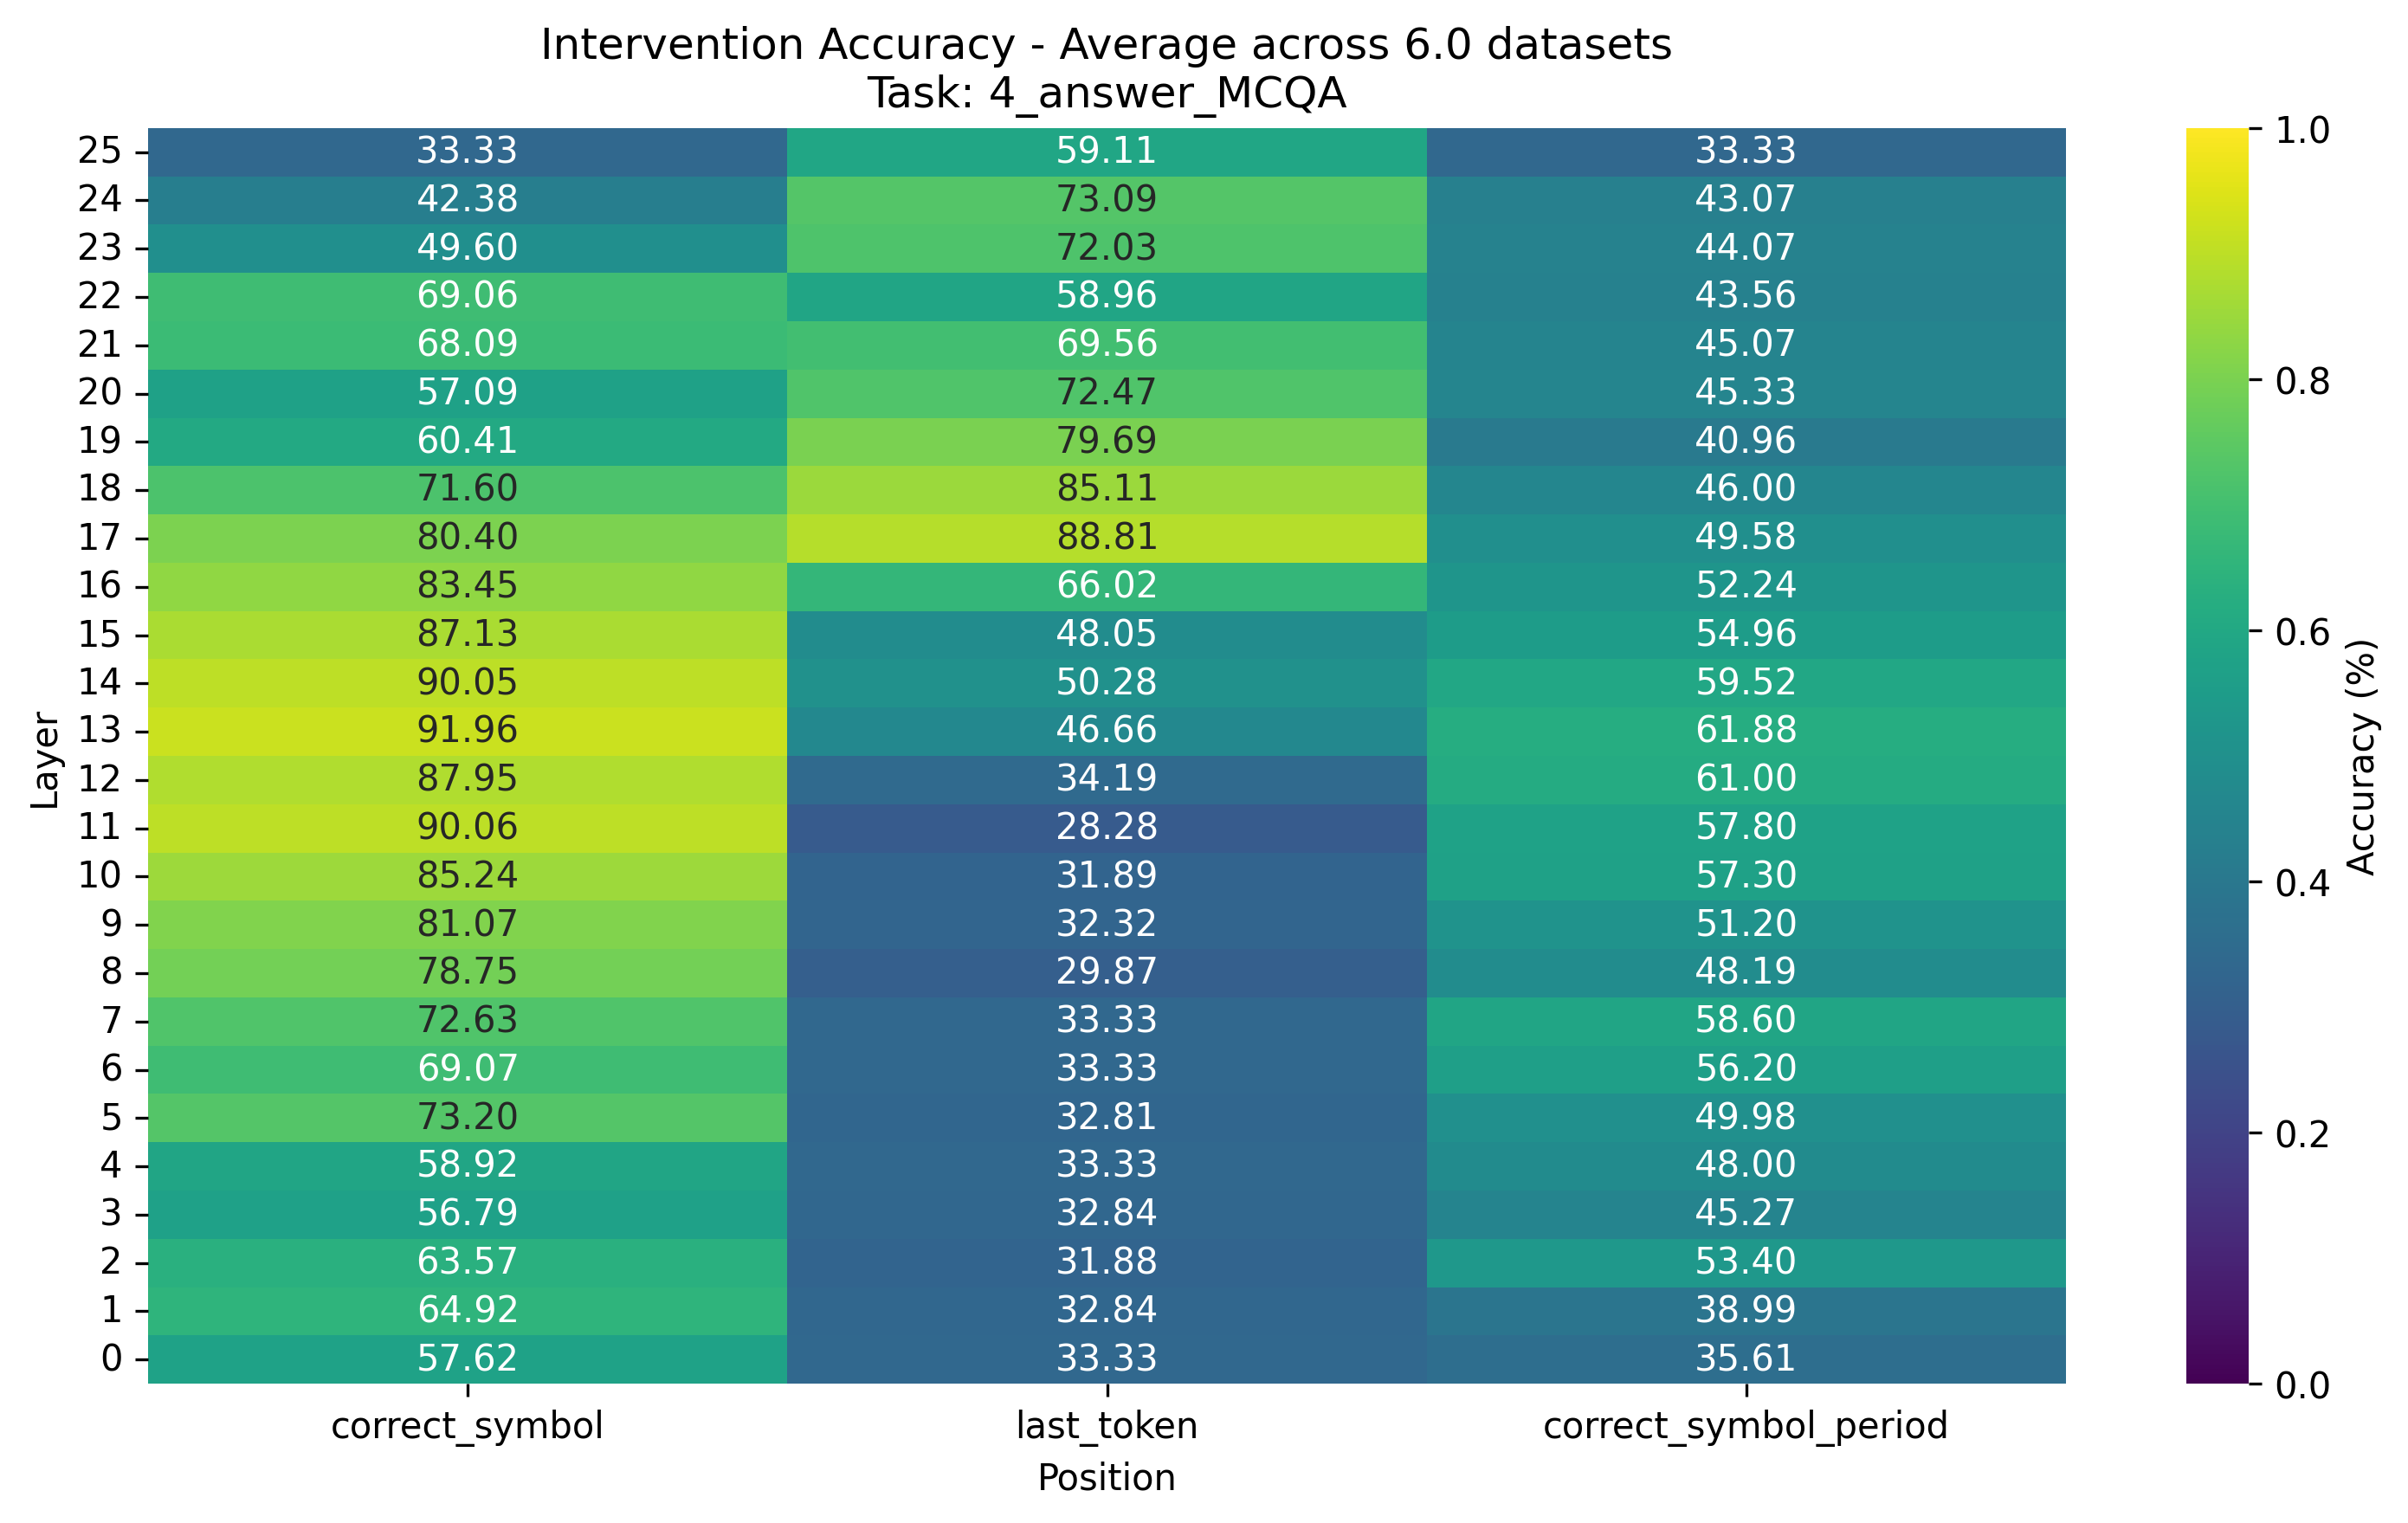 Intervention Accuracy - Average across 6.0 datasets
Task: 4_answer_MCQA
25 33.33 59.11 33.33
24 42.38 73.09 43.07
23 49.60 72.03 44.07
22 69.06 58.96 43.56
21 68.09 69.56 45.07
20 57.09 72.47 45.33
19 60.41 79.69 40.96
18 71.60 85.11 46.00
17 80.40 88.81 49.58
16 83.45 66.02 52.24
15 87.13 48.05 54.96
14 90.05 50.28 59.52
13 91.96 46.66 61.88
12 87.95 34.19 61.00
11 90.06 28.28 57.80
10 85.24 31.89 57.30
9 81.07 32.32 51.20
8 78.75 29.87 48.19
7 72.63 33.33 58.60
6 69.07 33.33 56.20
5 73.20 32.81 49.98
4 58.92 33.33 48.00
3 56.79 32.84 45.27
2 63.57 31.88 53.40
1 64.92 32.84 38.99
0 57.62 33.33 35.61
correct_symbol last_token correct_symbol_period
Position
Layer
1.0
0.8
0.6
0.4
0.2
0.0
Accuracy (%)